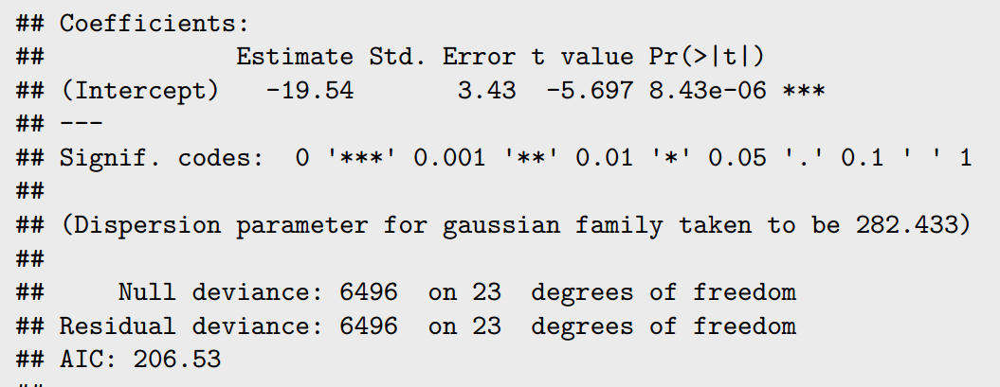 ## Coefficients:
##             Estimate Std. Error t value Pr(>|t|)
## (Intercept)   -19.54       3.43  -5.697 8.43e-06 ***
## ---
## Signif. codes:  0 '***' 0.001 '**' 0.01 '*' 0.05 '.' 0.1 ' ' 1
##
## (Dispersion parameter for gaussian family taken to be 282.433)
##
##     Null deviance: 6496  on 23  degrees of freedom
## Residual deviance: 6496  on 23  degrees of freedom
## AIC: 206.53
##